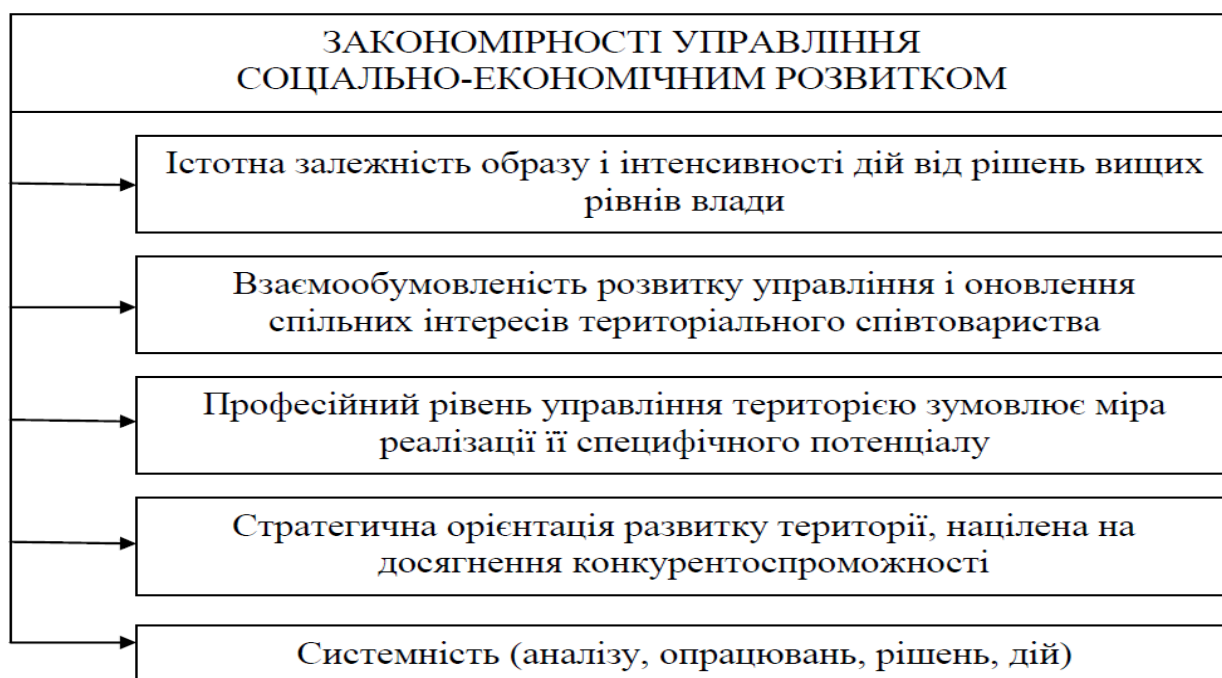 ЗАКОНОМІРНОСТІ УПРАВЛІННЯ
СОЦІАЛЬНО-ЕКОНОМІЧНИМ РОЗВИТКОМ
Істотна залежність образу і інтенсивності дій від рішень вищих
рівнів влади
Взаємообумовленість розвитку управління і оновлення
спільних інтересів територіального співтовариства
Професійний рівень управління територією зумовлює міра
реалізації її специфічного потенціалу
Стратегична орієнтація развитку території, націлена на
досягнення конкурентоспроможності
Системність (аналізу, опрацювань, рішень, дій)